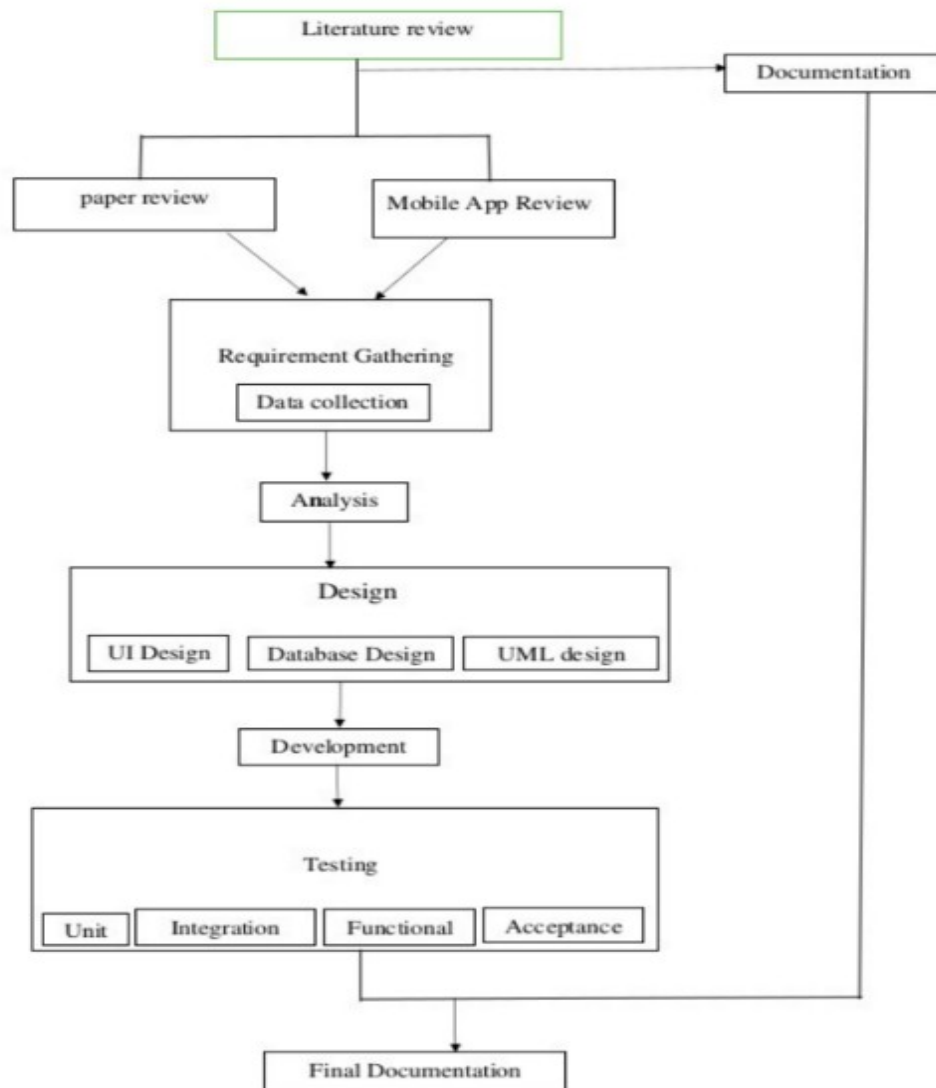 Literature review
Documentation
paper review
Mobile App Review
Requirement Gathering
Data collection
Analysis
Design
UI Design
Database Design
UML design
Development
Testing
Unit
Integration
Functional
Acceptance
Final Documentation